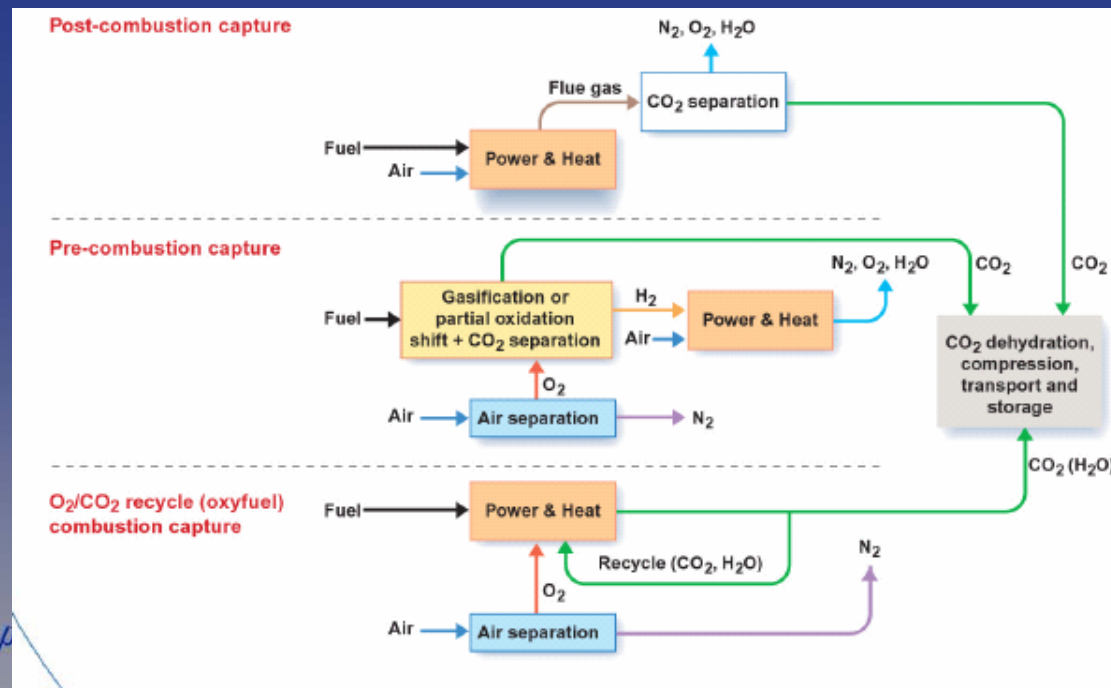 Post-combustion capture
N₂, O₂, H₂O
Flue gas
CO₂ separation
Fuel
Air
Power & Heat
CO₂
Pre-combustion capture
N₂, O₂, H₂O
CO₂
Fuel
Gasification or
partial oxidation
shift + CO₂ separation
H₂
Air
Power & Heat
O₂
Air
Air separation
N₂
CO₂ dehydration,
compression,
transport and
storage
CO₂ (H₂O)
O₂/CO₂ recycle (oxyfuel)
combustion capture
Fuel
Power & Heat
Recycle (CO₂, H₂O)
N₂
O₂
Air
Air separation